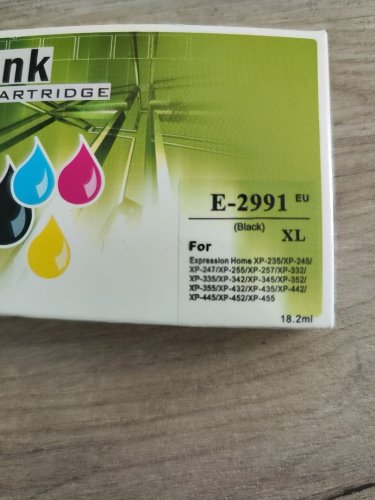 ink
CARTRIDGE
E-2991 EU
(Black) XL
For
Expression Home XP-235/XP-245/
XP-247/XP-255/XP-257/XP-332/
XP-335/XP-342/XP-345/XP-352/
XP-355/XP-432/XP-435/XP-442/
XP-445/XP-452/XP-455
18.2ml